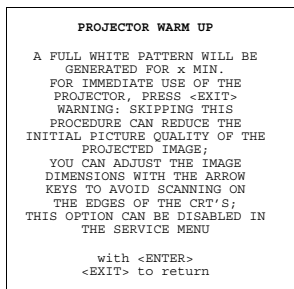 PROJECTOR WARM UP
A FULL WHITE PATTERN WILL BE
GENERATED FOR x MIN.
FOR IMMEDIATE USE OF THE
PROJECTOR, PRESS <EXIT>
WARNING: SKIPPING THIS
PROCEDURE CAN REDUCE THE
INITIAL PICTURE QUALITY OF THE
PROJECTED IMAGE;
YOU CAN ADJUST THE IMAGE
DIMENSIONS WITH THE ARROW
KEYS TO AVOID SCANNING ON
THE EDGES OF THE CRT'S;
THIS OPTION CAN BE DISABLED IN
THE SERVICE MENU
with <ENTER>
<EXIT> to return